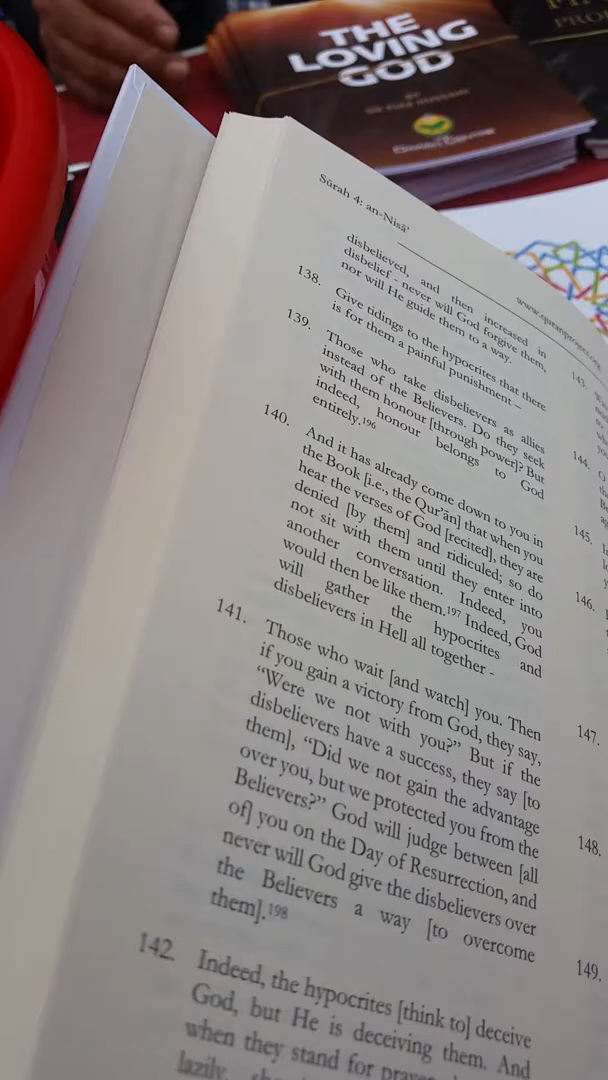 THE
LOVING
GOD
BY
Sūrah 4: an-Nisā'
www.quranproject.org
disbelieved, and then increased in
disbelief - never will God forgive them,
nor will He guide them to a way.
138. Give tidings to the hypocrites that there
is for them a painful punishment –
139. Those who take disbelievers as allies
instead of the Believers. Do they seek
with them honour [through power]? But
indeed, honour belongs to God
entirely.196
140. And it has already come down to you in
the Book [i.e., the Qur'ān] that when you
hear the verses of God [recited], they are
denied [by them] and ridiculed; so do
not sit with them until they enter into
another conversation. Indeed, you
would then be like them.197 Indeed, God
will gather the hypocrites and
disbelievers in Hell all together -
141. Those who wait [and watch] you. Then
if you gain a victory from God, they say,
“Were we not with you?” But if the
disbelievers have a success, they say [to
them], “Did we not gain the advantage
over you, but we protected you from the
Believers?” God will judge between [all
of] you on the Day of Resurrection, and
never will God give the disbelievers over
the Believers a way [to overcome
them].198
142. Indeed, the hypocrites [think to] deceive
God, but He is deceiving them. And
when they stand for prayer
lazily,
143.
144.
145.
146.
147.
148.
149.